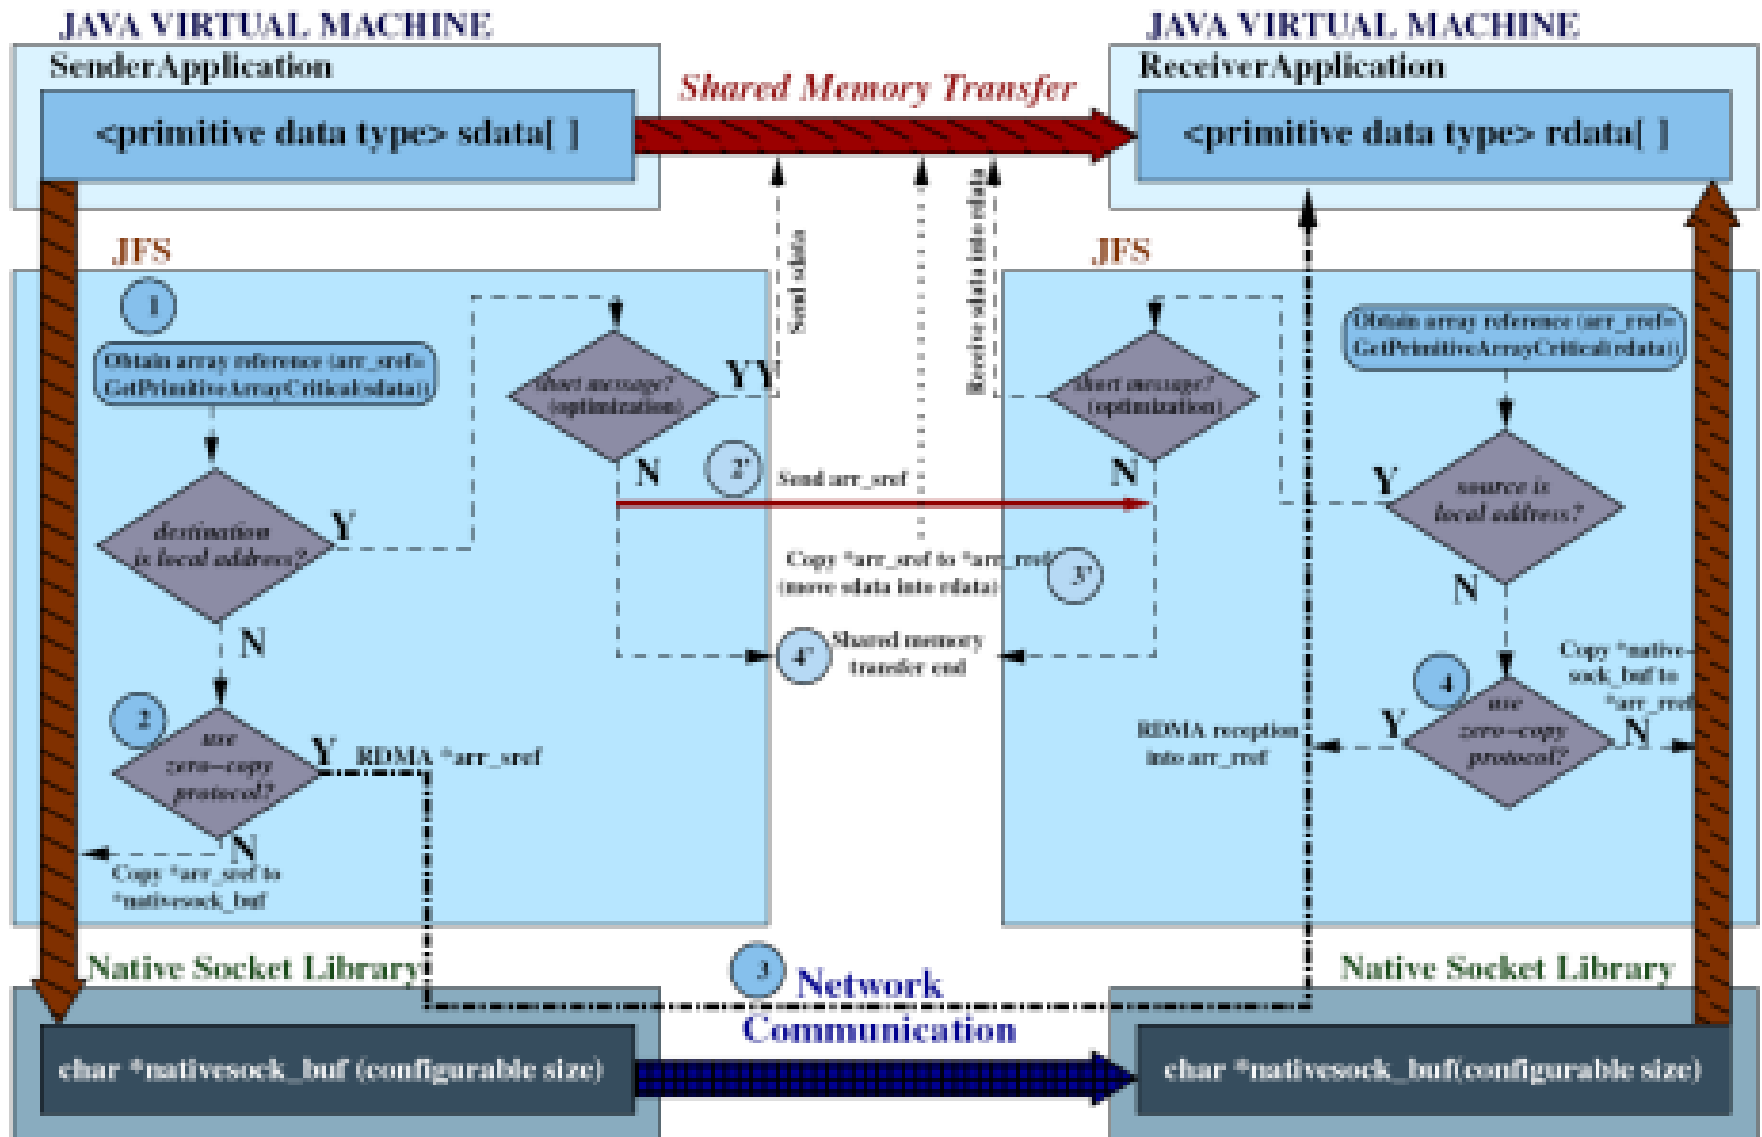 JAVA VIRTUAL MACHINE
SenderApplication
<primitive data type> sdata[ ]
Shared Memory Transfer
JAVA VIRTUAL MACHINE
ReceiverApplication
<primitive data type> rdata[ ]
JFS
1
Obtain array reference (arr_sref=
GetPrimitiveArrayCritical(sdata))
destination
is local address?
Y
N
short message?
(optimization)
YY
N
Send sdata
2'
Send arr_sref
Copy *arr_sref to *arr_rref
(move sdata into rdata)
3'
4'
Shared memory
transfer end
2
use
zero-copy
protocol?
Y
RDMA *arr_sref
N
Copy *arr_sref to
*nativesock_buf
Receive sdata into rdata
JFS
short message?
(optimization)
N
Obtain array reference (arr_rref=
GetPrimitiveArrayCritical(rdata))
source is
local address?
Y
N
4
use
zero-copy
protocol?
Y
RDMA reception
into arr_rref
N
Copy *native-
sock_buf to
*arr_rref
Native Socket Library
char *nativesock_buf (configurable size)
3
Network
Communication
Native Socket Library
char *nativesock_buf(configurable size)